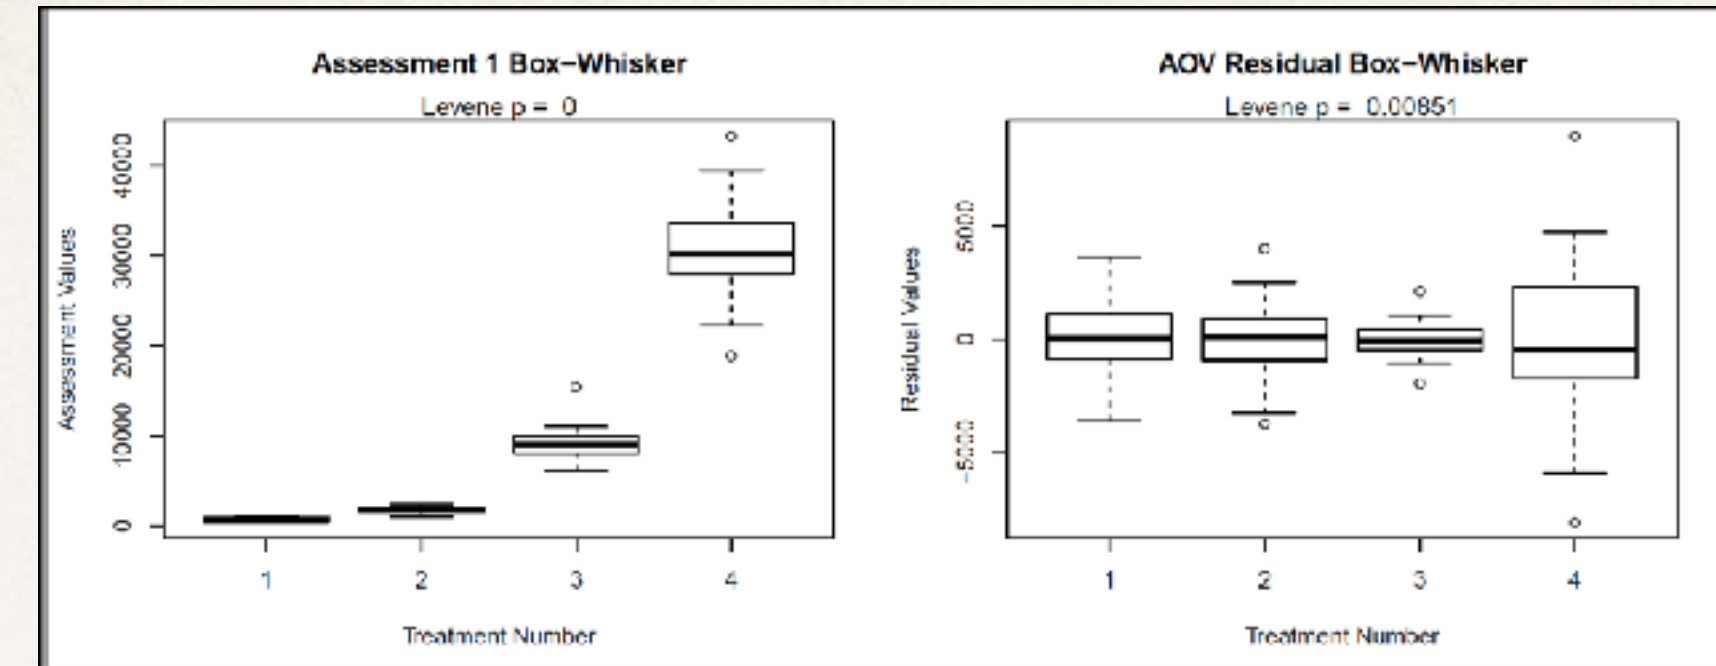 Assessment 1 Box-Whisker
Levene p = 0
Assessment Values
40000
30000
20000
10000
0
1 2 3 4
Treatment Number
AOV Residual Box-Whisker
Levene p = 0.00851
Residual Values
5000
0
-5000
1 2 3 4
Treatment Number